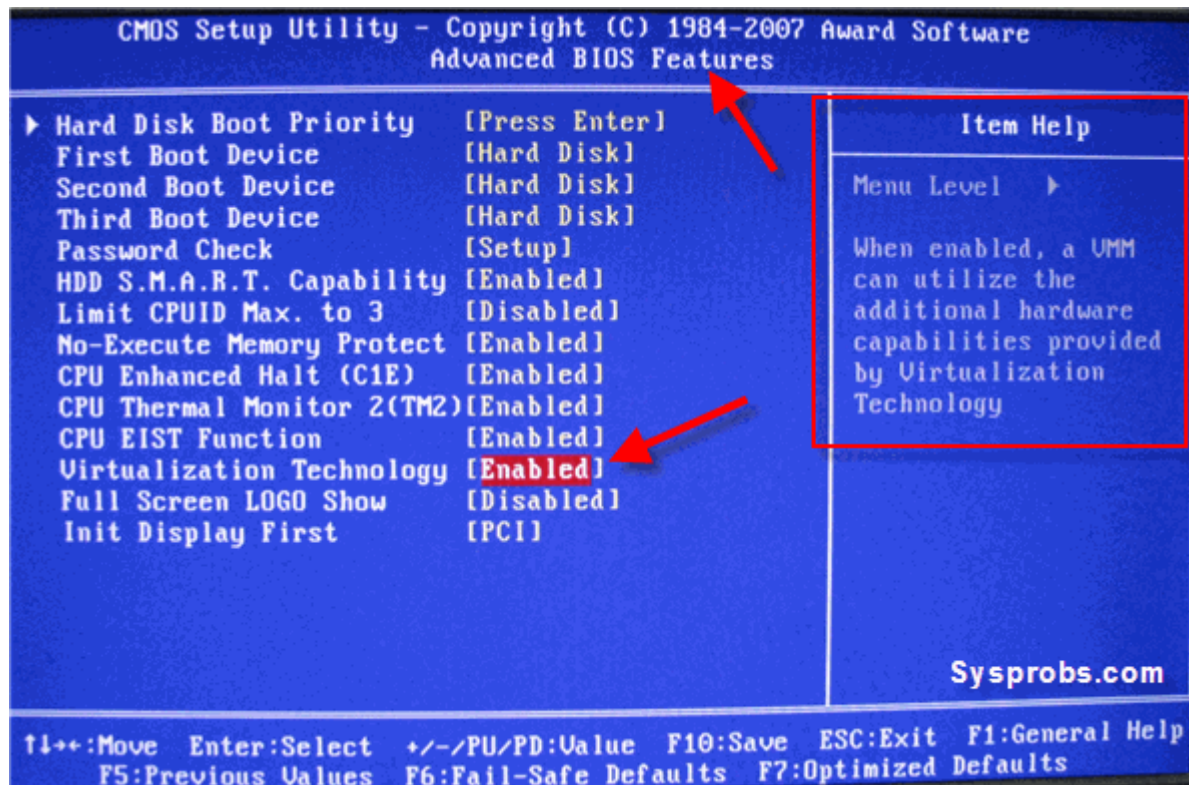 CMOS Setup Utility - Copyright (C) 1984-2007 Award Software
Advanced BIOS Features
Hard Disk Boot Priority [Press Enter]
First Boot Device [Hard Disk]
Second Boot Device [Hard Disk]
Third Boot Device [Hard Disk]
Password Check [Setup]
HDD S.M.A.R.T. Capability [Enabled]
Limit CPUID Max. to 3 [Disabled]
No-Execute Memory Protect [Enabled]
CPU Enhanced Halt (C1E) [Enabled]
CPU Thermal Monitor 2(TM2)[Enabled]
CPU EIST Function [Enabled]
Virtualization Technology [Enabled]
Full Screen LOGO Show [Disabled]
Init Display First [PCI]
Item Help
Menu Level
When enabled, a VMM
can utilize the
additional hardware
capabilities provided
by Virtualization
Technology
Sysprobs.com
↑↓→←:Move Enter:Select +/-/PU/PD:Value F10:Save ESC:Exit F1:General Help
F5:Previous Values F6:Fail-Safe Defaults F7:Optimized Defaults